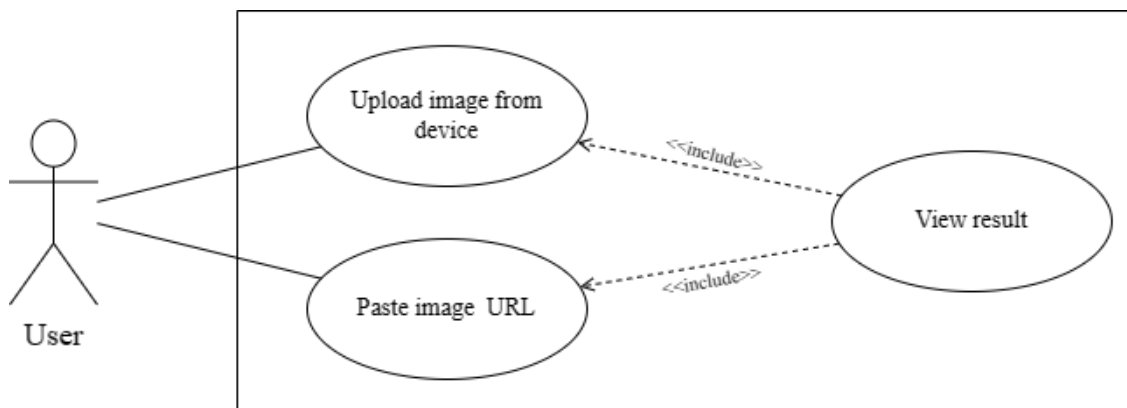 Upload image from
device
<<include>>
View result
<<include>>
Paste image  URL
User